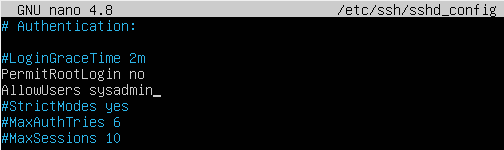 GNU nano 4.8 /etc/ssh/sshd_config
# Authentication:
#LoginGraceTime 2m
PermitRootLogin no
AllowUsers sysadmin
#StrictModes yes
#MaxAuthTries 6
#MaxSessions 10